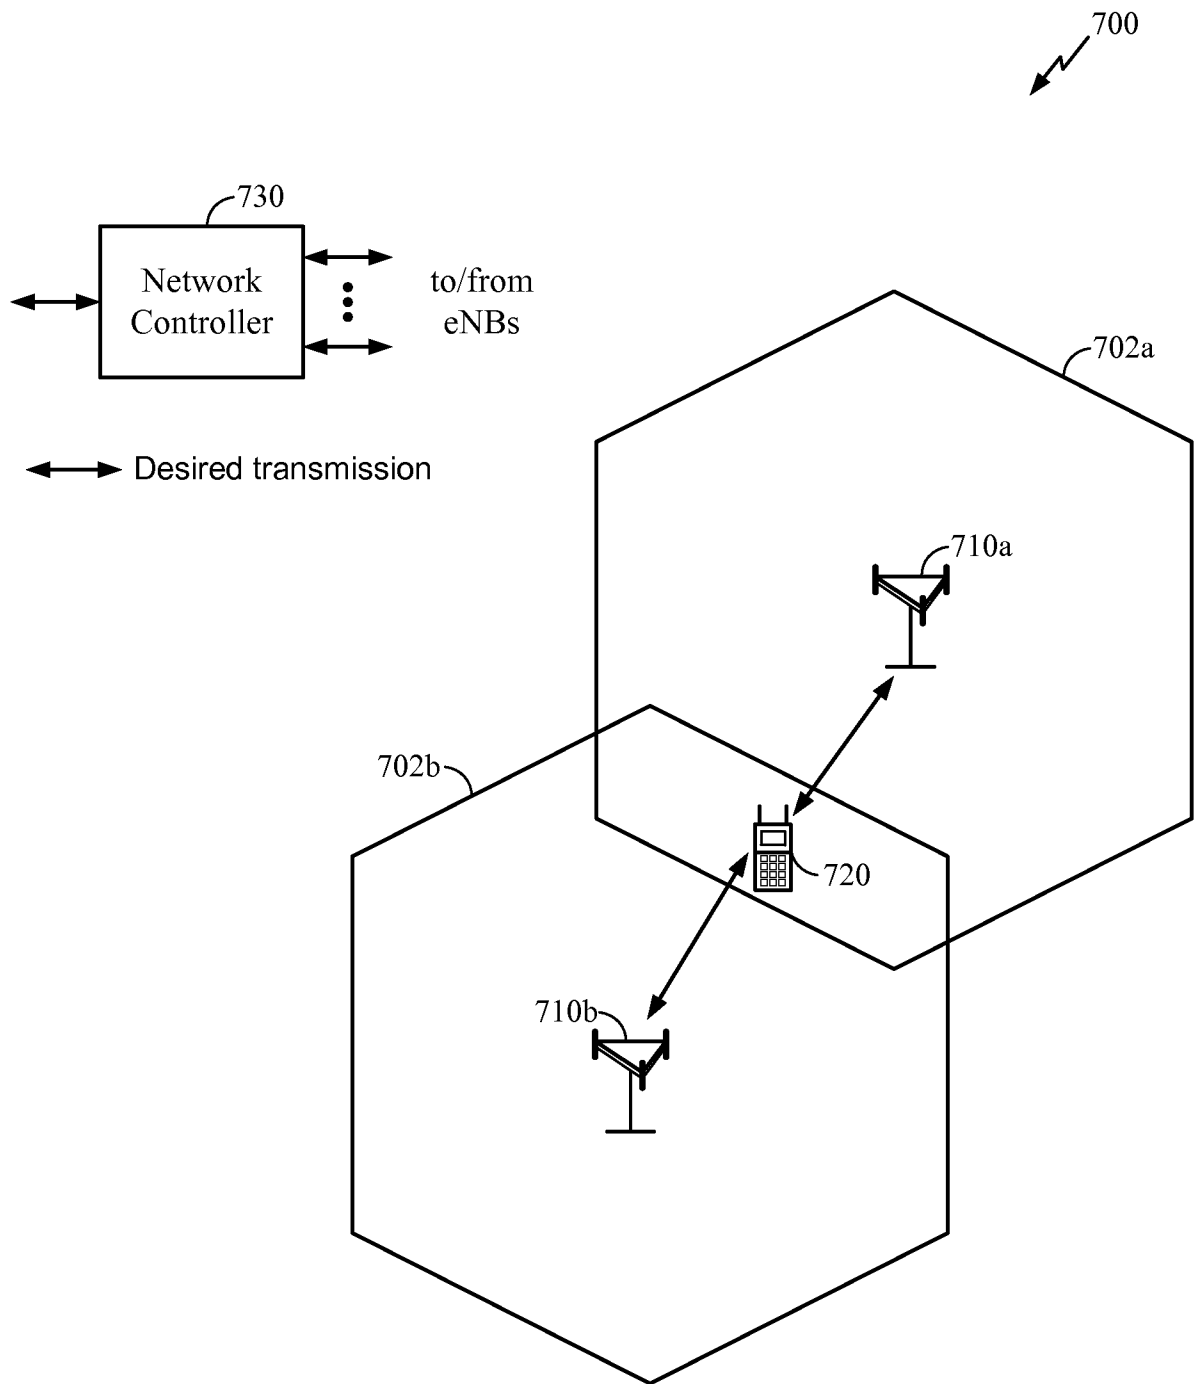 700
730
Network
Controller
to/from
eNBs
702a
Desired transmission
710a
702b
720
710b